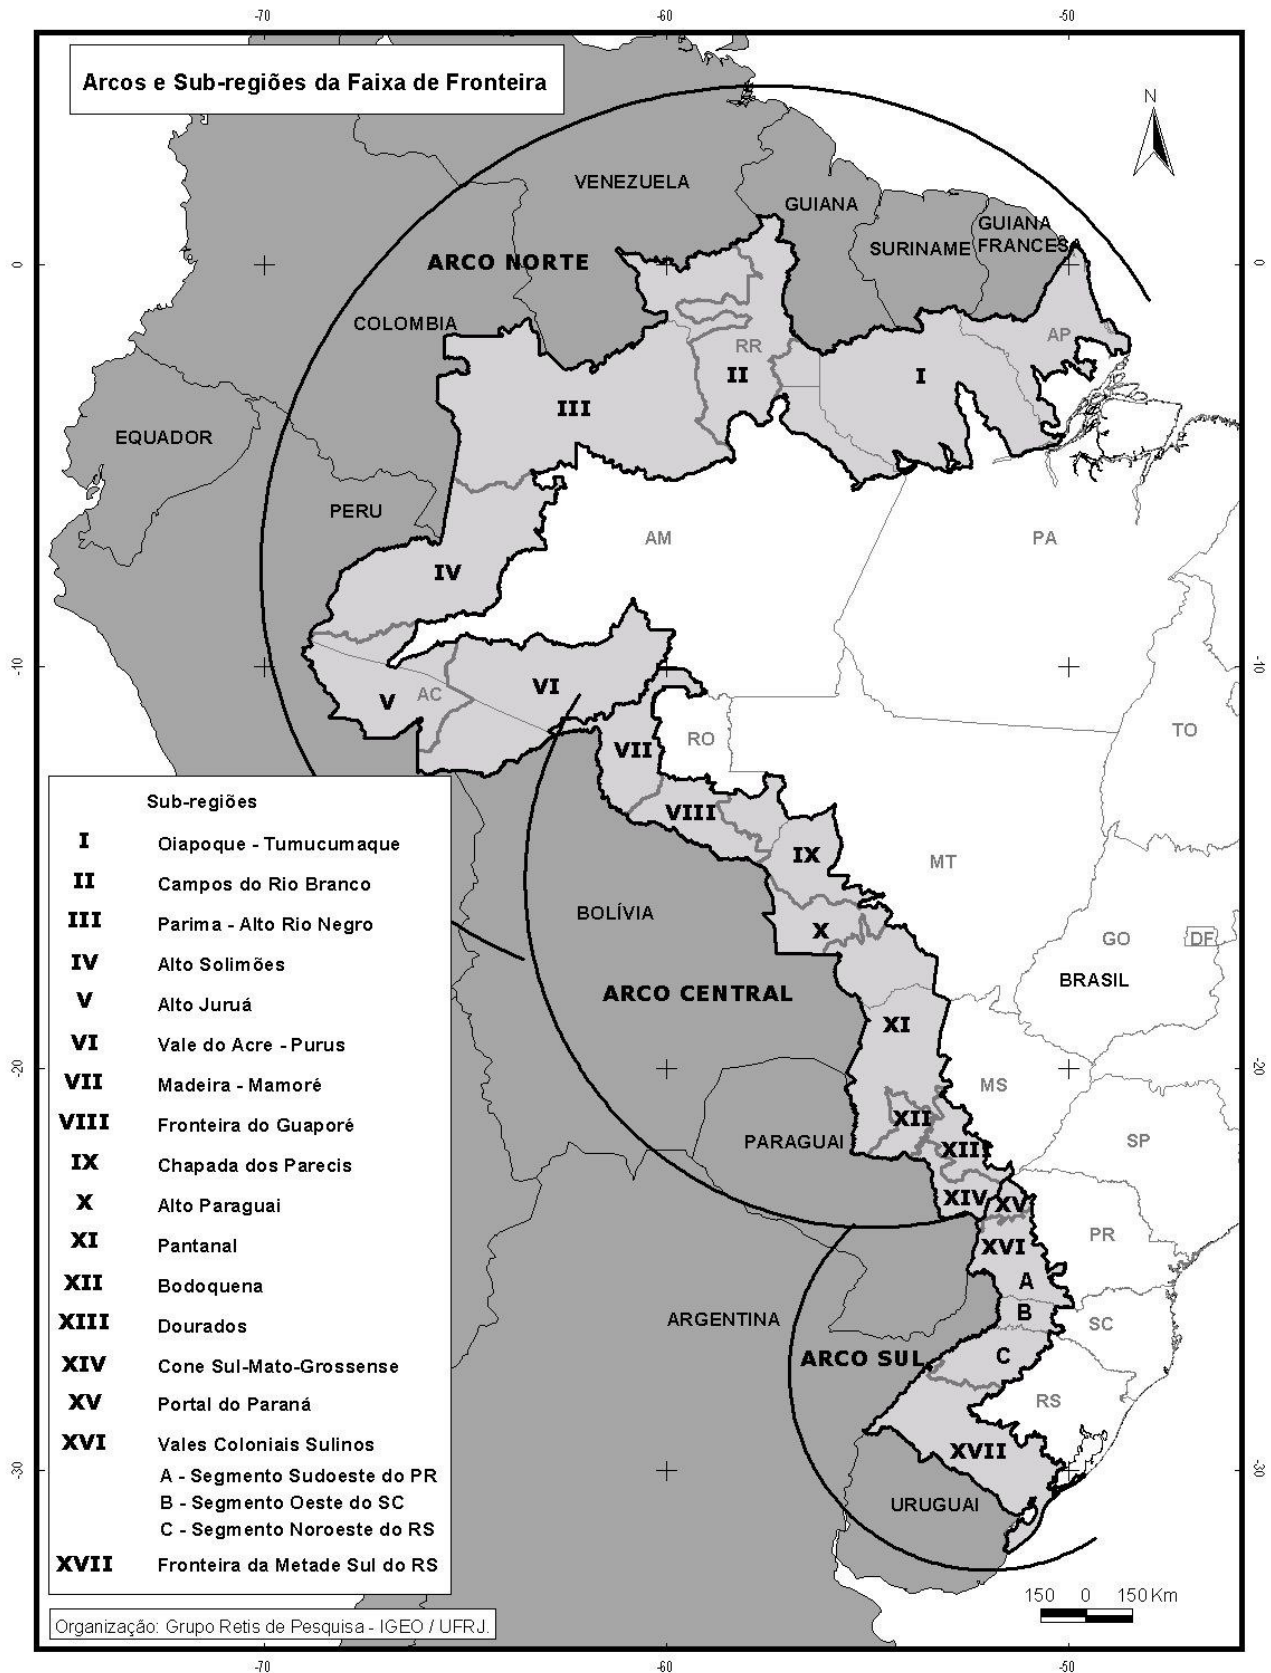 -70 -60 -50
Arcos e Sub-regiões da Faixa de Fronteira
N
VENEZUELA
GUIANA
GUIANA
FRANCESA
SURINAME
ARCO NORTE
0 0
COLOMBIA
RR
AP
II
I
III
EQUADOR
PERU
AM
PA
IV
-10 -10
V
AC
VI
TO
RO
VII
VIII
IX
MT
BOLÍVIA
X
GO
DF
BRASIL
ARCO CENTRAL
XI
-20 -20
MS
XII
PARAGUAI
XIII
SP
XIV
XV
PR
XVI
A
B
ARGENTINA
SC
ARCO SUL
C
RS
XVII
-30 -30
URUGUAI
Sub-regiões
I Oiapoque - Tumucumaque
II Campos do Rio Branco
III Parima - Alto Rio Negro
IV Alto Solimões
V Alto Juruá
VI Vale do Acre - Purus
VII Madeira - Mamoré
VIII Fronteira do Guaporé
IX Chapada dos Parecis
X Alto Paraguai
XI Pantanal
XII Bodoquena
XIII Dourados
XIV Cone Sul-Mato-Grossense
XV Portal do Paraná
XVI Vales Coloniais Sulinos
A - Segmento Sudoeste do PR
B - Segmento Oeste do SC
C - Segmento Noroeste do RS
XVII Fronteira da Metade Sul do RS
150 0 150 Km
Organização: Grupo Retis de Pesquisa - IGEO / UFRJ.
-70 -60 -50